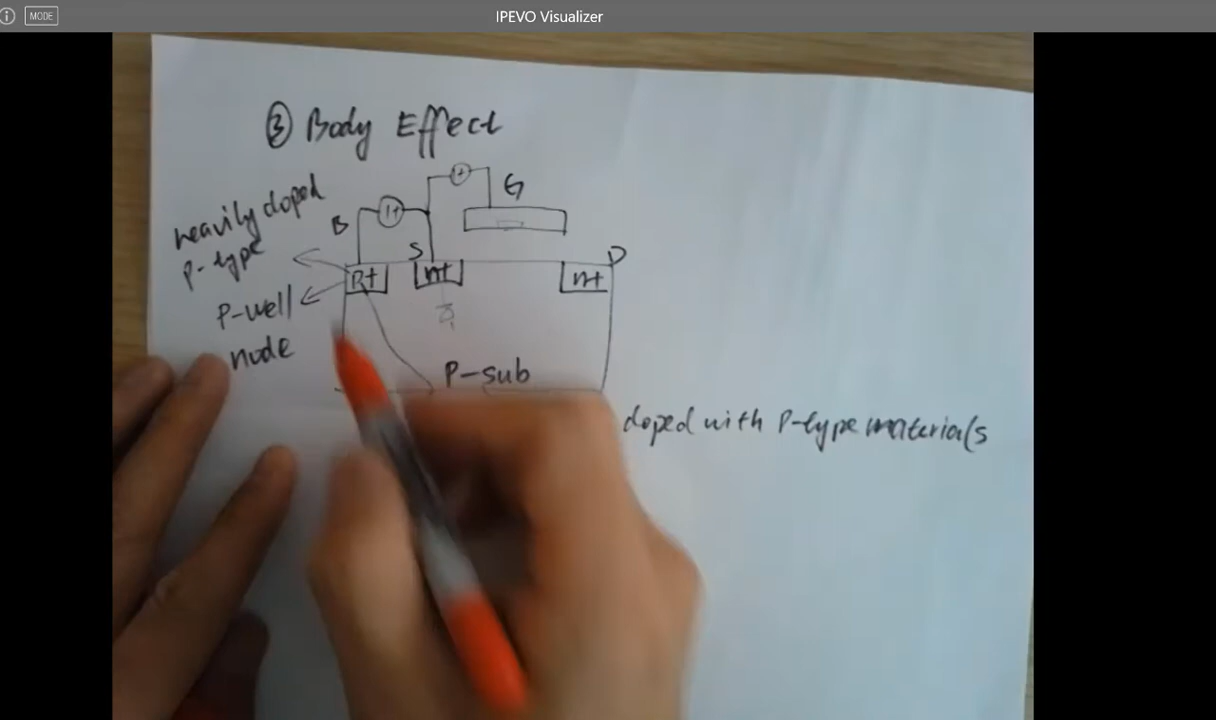 MODE
IPEVO Visualizer
③ Body Effect
G
heavily doped
P-type
B
S
D
P+
n+
n+
P-well
node
P-sub
doped with P-type materials